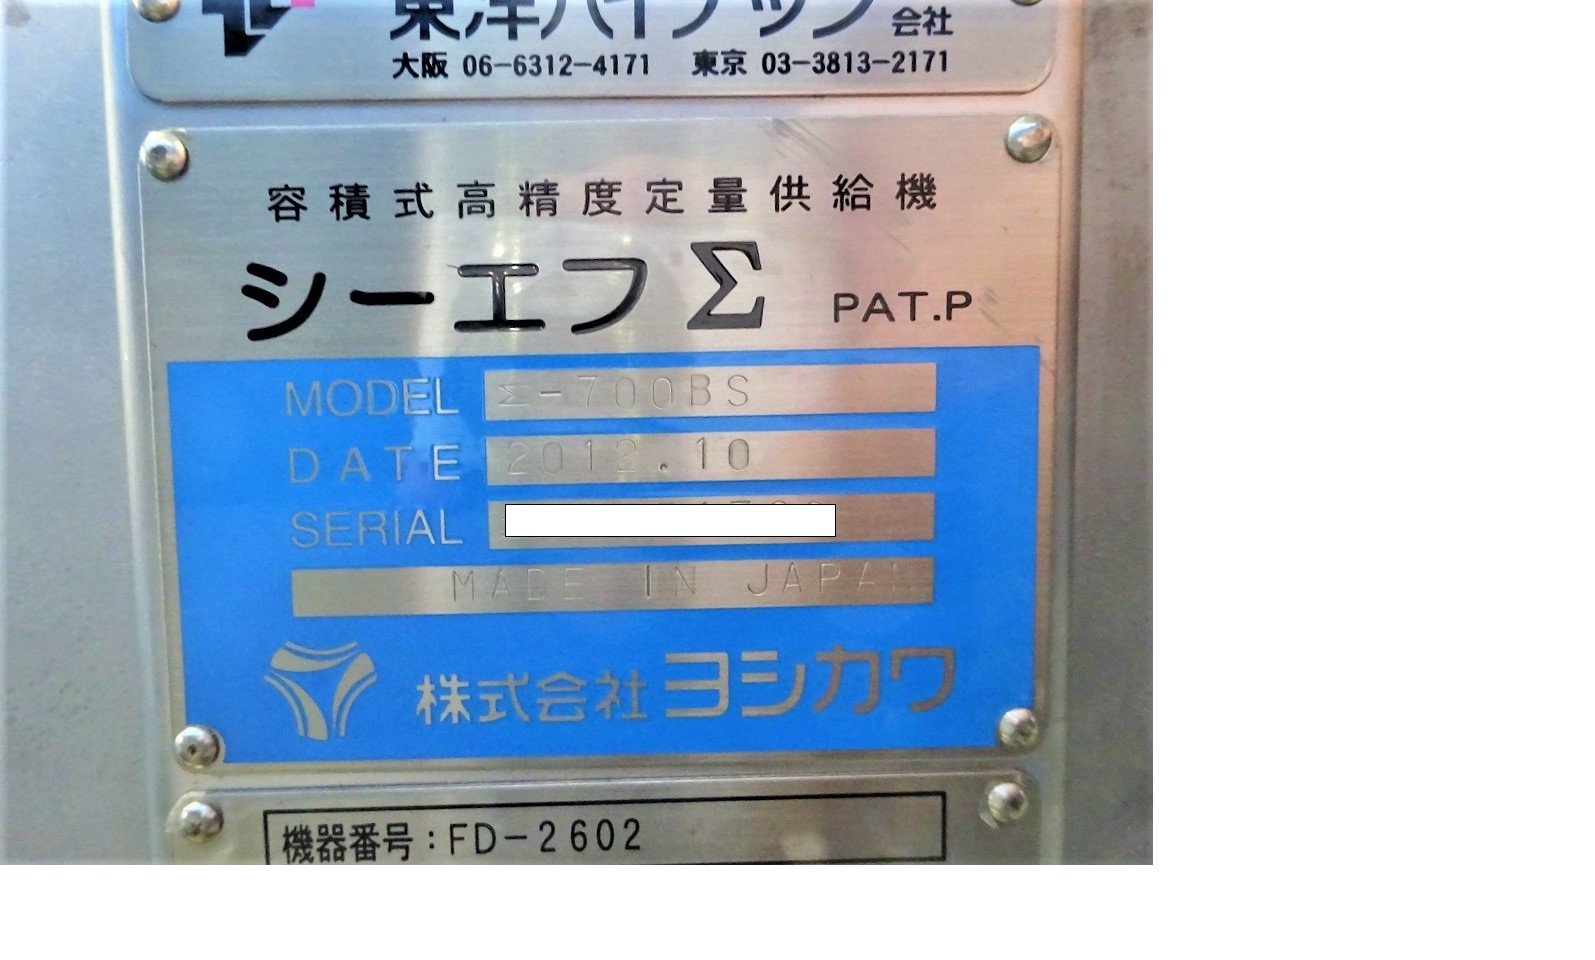 東洋ハイテック 会社
大阪 06-6312-4171 東京 03-3813-2171
容積式高精度定量供給機
シーエフΣ PAT.P
MODEL Σ-700BS
DATE 2012.10
SERIAL
MADE IN JAPAN
株式会社ヨシカワ
機器番号：FD-2602